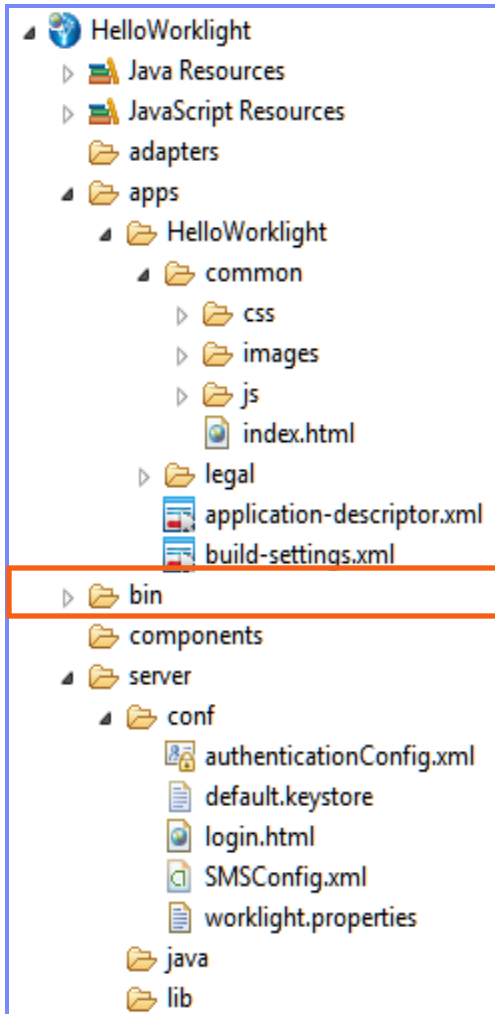 HelloWorklight
Java Resources
JavaScript Resources
adapters
apps
HelloWorklight
common
css
images
js
index.html
legal
application-descriptor.xml
build-settings.xml
bin
components
server
conf
authenticationConfig.xml
default.keystore
login.html
SMSConfig.xml
worklight.properties
java
lib